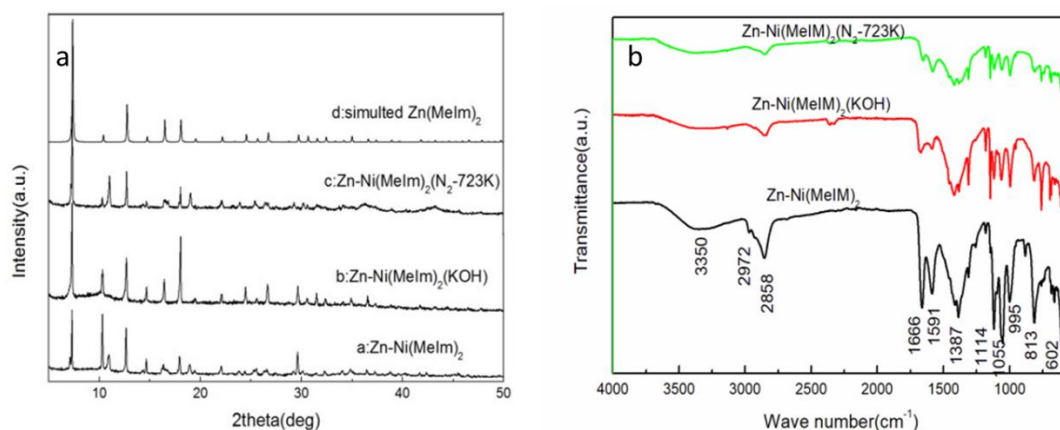 a
d:simulted Zn(MeIm)₂
c:Zn-Ni(MeIm)₂(N₂-723K)
b:Zn-Ni(MeIm)₂(KOH)
a:Zn-Ni(MeIm)₂
Intensity(a.u.)
10 20 30 40 50
2theta(deg)
b
Zn-Ni(MeIM)₂(N₂-723K)
Zn-Ni(MeIM)₂(KOH)
Zn-Ni(MeIM)₂
Transmittance(a.u.)
3350
2972
2858
1666
1591
1387
1114
1055
995
813
602
4000 3500 3000 2500 2000 1500 1000
Wave number(cm⁻¹)